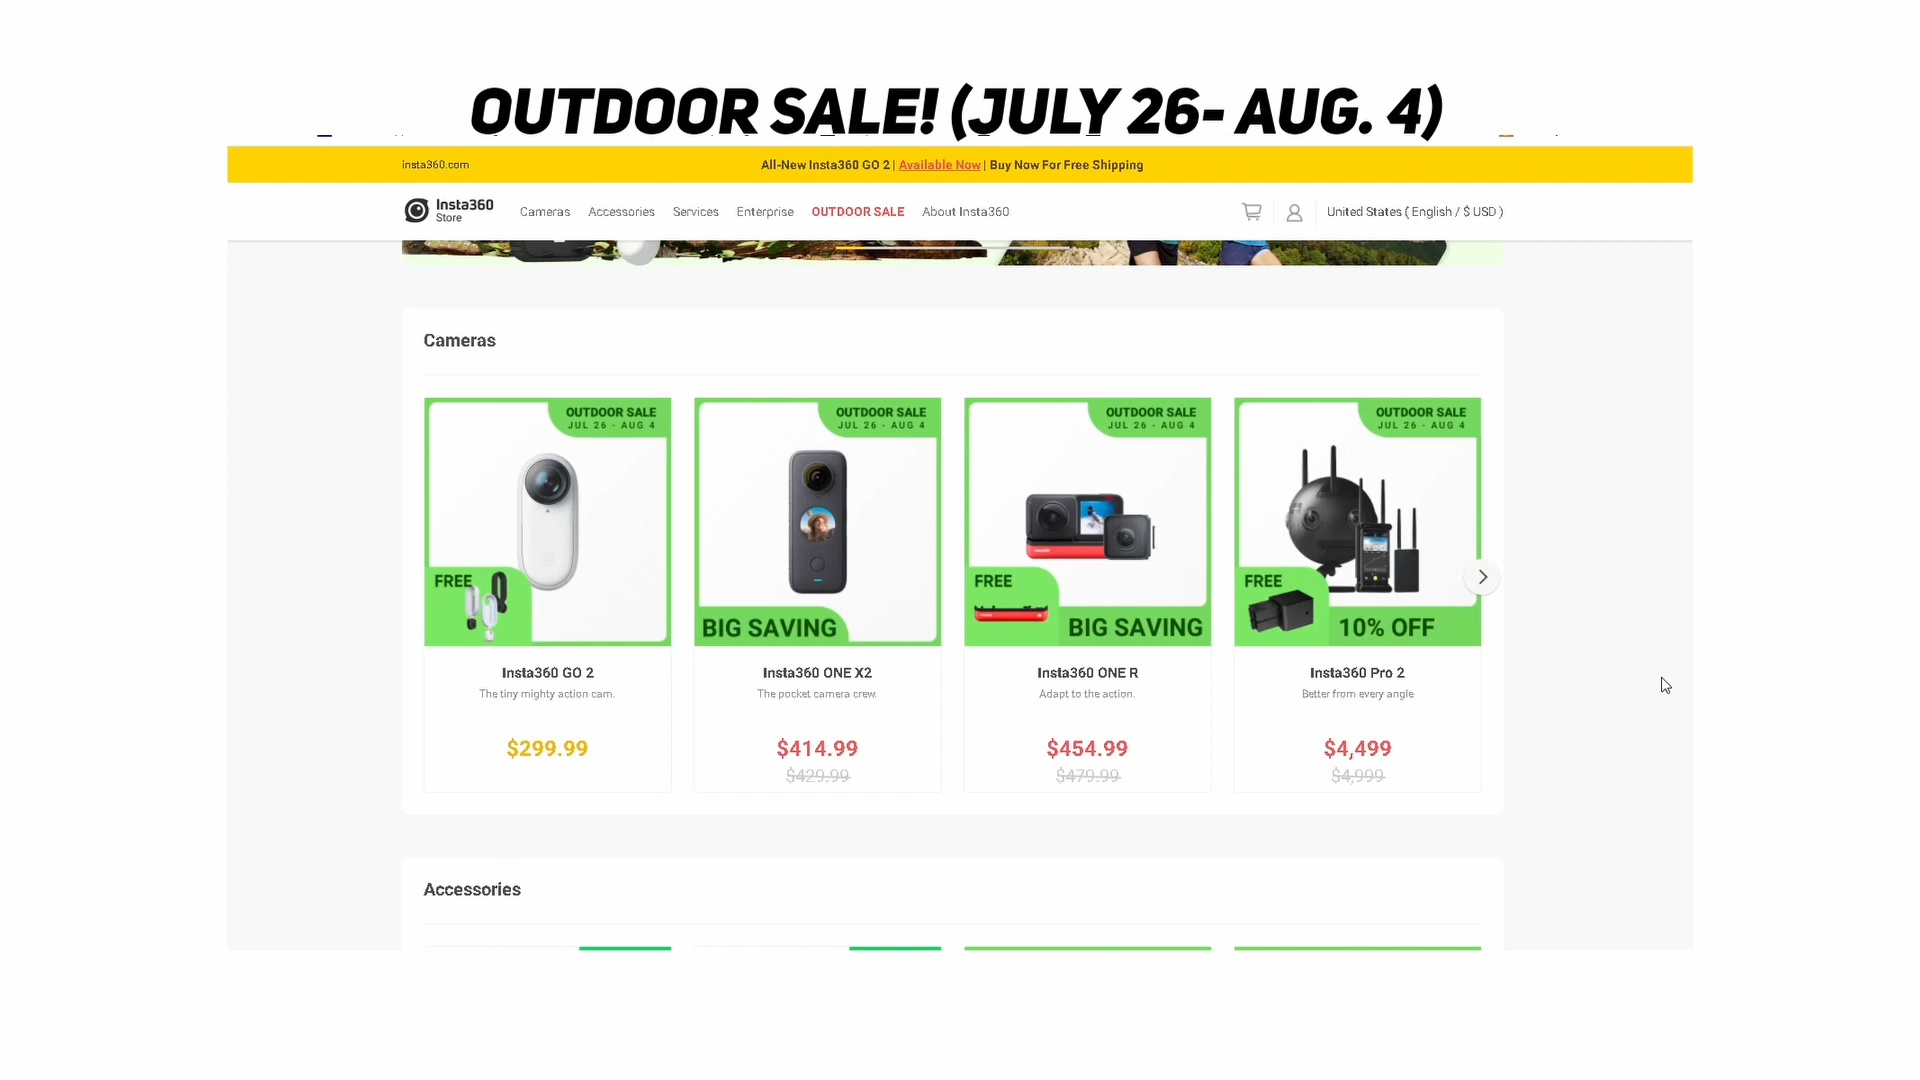 OUTDOOR SALE! (JULY 26- AUG. 4)
insta360.com
All-New Insta360 GO 2 | Available Now | Buy Now For Free Shipping
Insta360
Store
Cameras
Accessories
Services
Enterprise
OUTDOOR SALE
About Insta360
United States ( English / $ USD )
Cameras
OUTDOOR SALE
JUL 26 - AUG 4
FREE
Insta360 GO 2
The tiny mighty action cam.
$299.99
OUTDOOR SALE
JUL 26 - AUG 4
BIG SAVING
Insta360 ONE X2
The pocket camera crew.
$414.99
$429.99
OUTDOOR SALE
JUL 26 - AUG 4
FREE
BIG SAVING
Insta360 ONE R
Adapt to the action.
$454.99
$479.99
OUTDOOR SALE
JUL 26 - AUG 4
FREE
10% OFF
Insta360 Pro 2
Better from every angle
$4,499
$4,999
Accessories